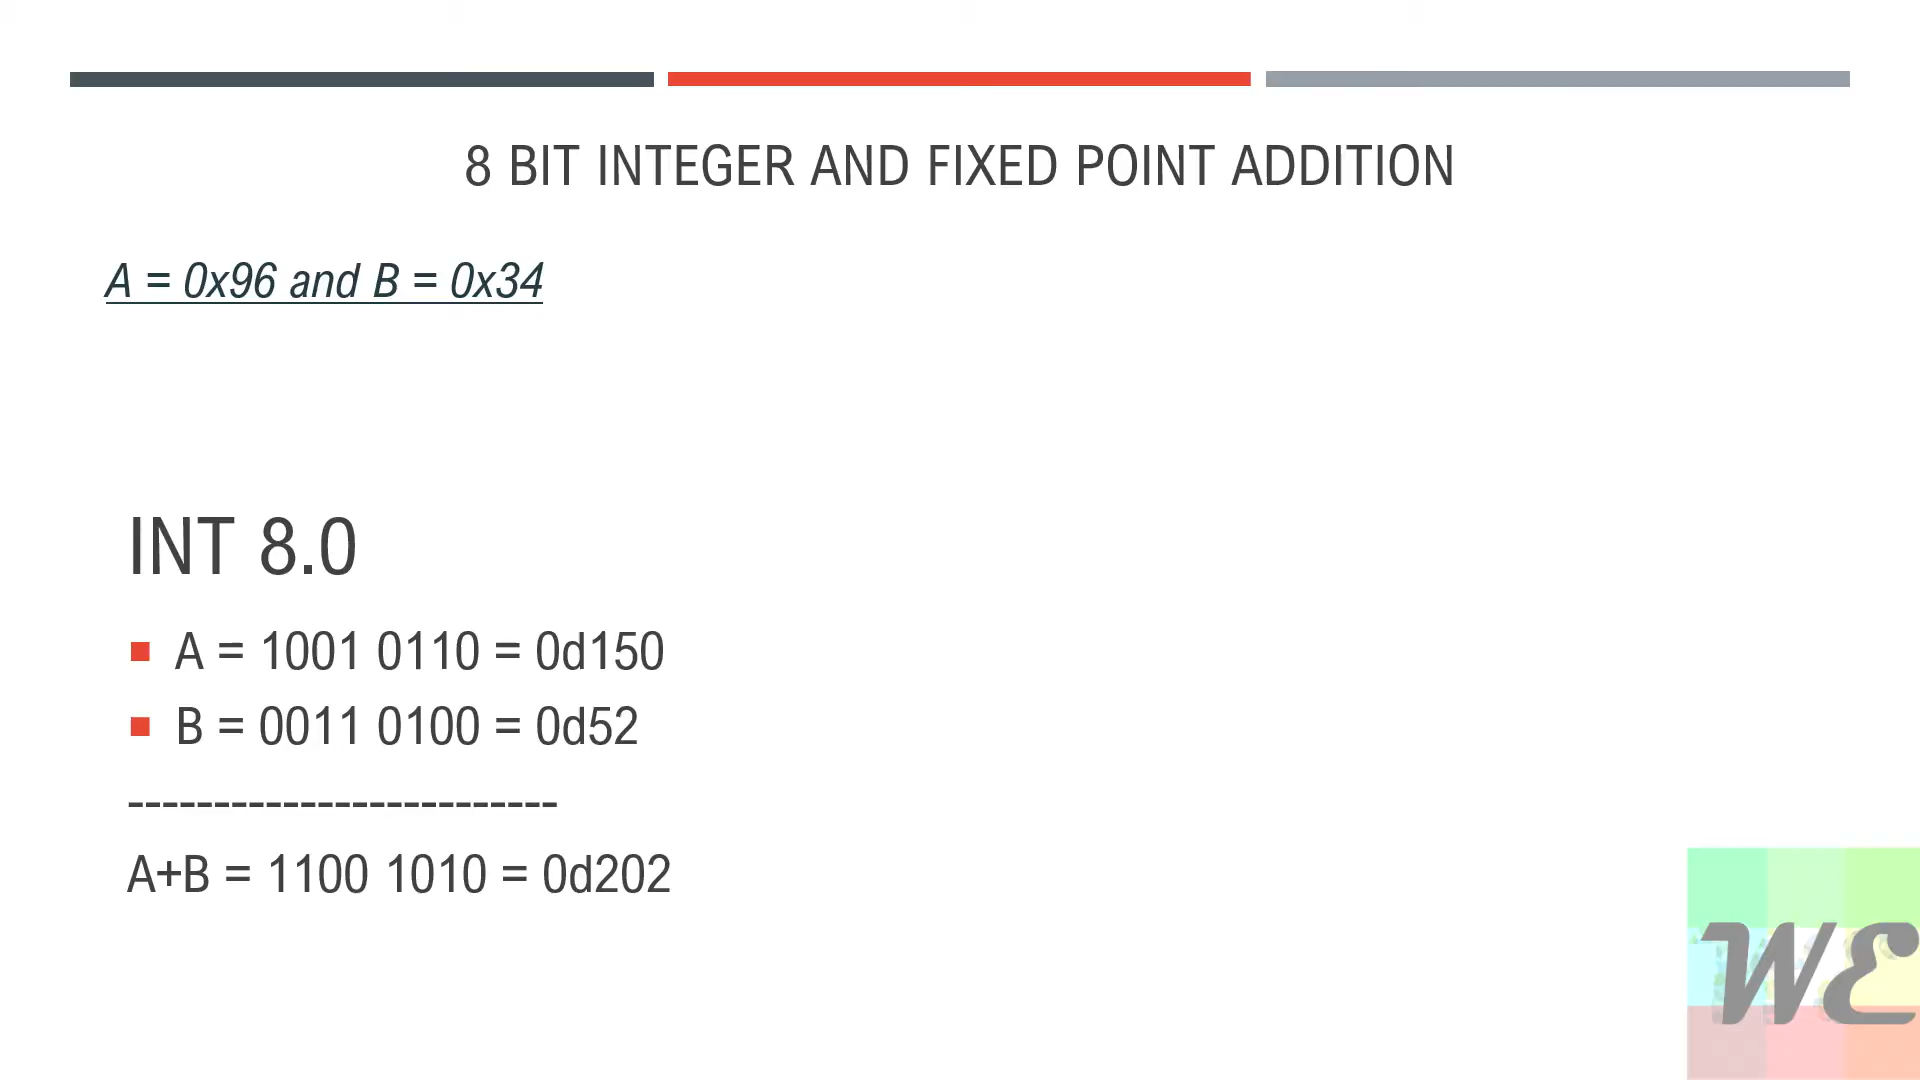 8 BIT INTEGER AND FIXED POINT ADDITION
A = 0x96 and B = 0x34
INT 8.0
A = 1001 0110 = 0d150
B = 0011 0100 = 0d52
-------------------------
A+B = 1100 1010 = 0d202
WE